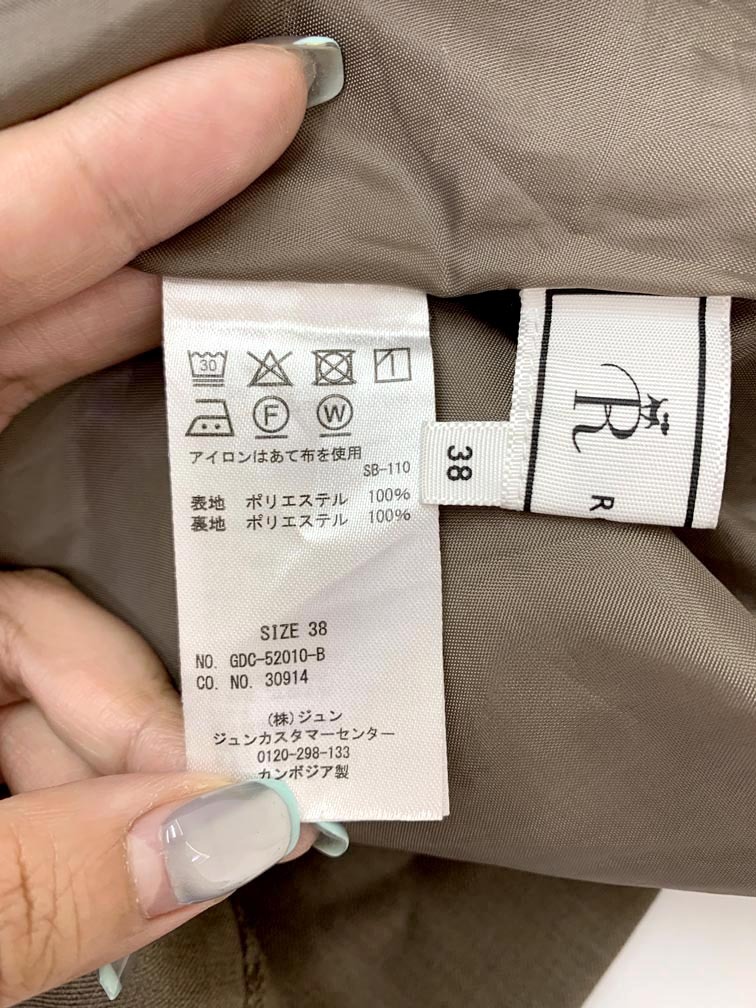 30
F W
アイロンはあて布を使用
SB-110
表地 ポリエステル 100%
裏地 ポリエステル 100%
SIZE 38
NO. GDC-52010-B
CO. NO. 30914
(株)ジュン
ジュンカスタマーセンター
0120-298-133
カンボジア製
38
R
R